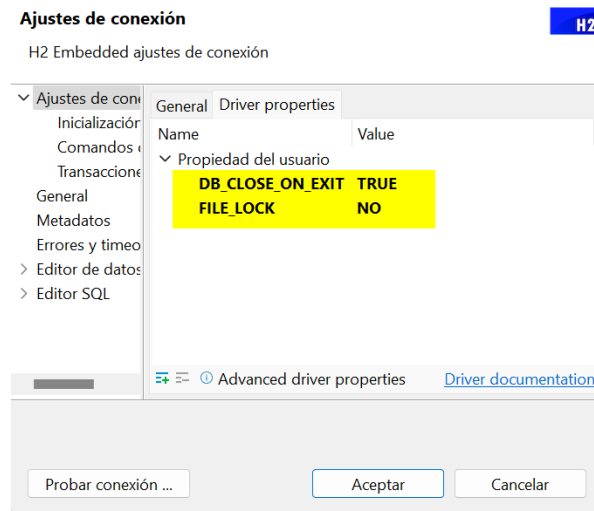 Ajustes de conexión
H2
H2 Embedded ajustes de conexión
Ajustes de con
Inicialización
Comandos
Transaccione
General
Metadatos
Errores y timeo
Editor de datos
Editor SQL
General Driver properties
Name Value
Propiedad del usuario
DB_CLOSE_ON_EXIT TRUE
FILE_LOCK NO
Advanced driver properties Driver documentation
Probar conexión ... Aceptar Cancelar